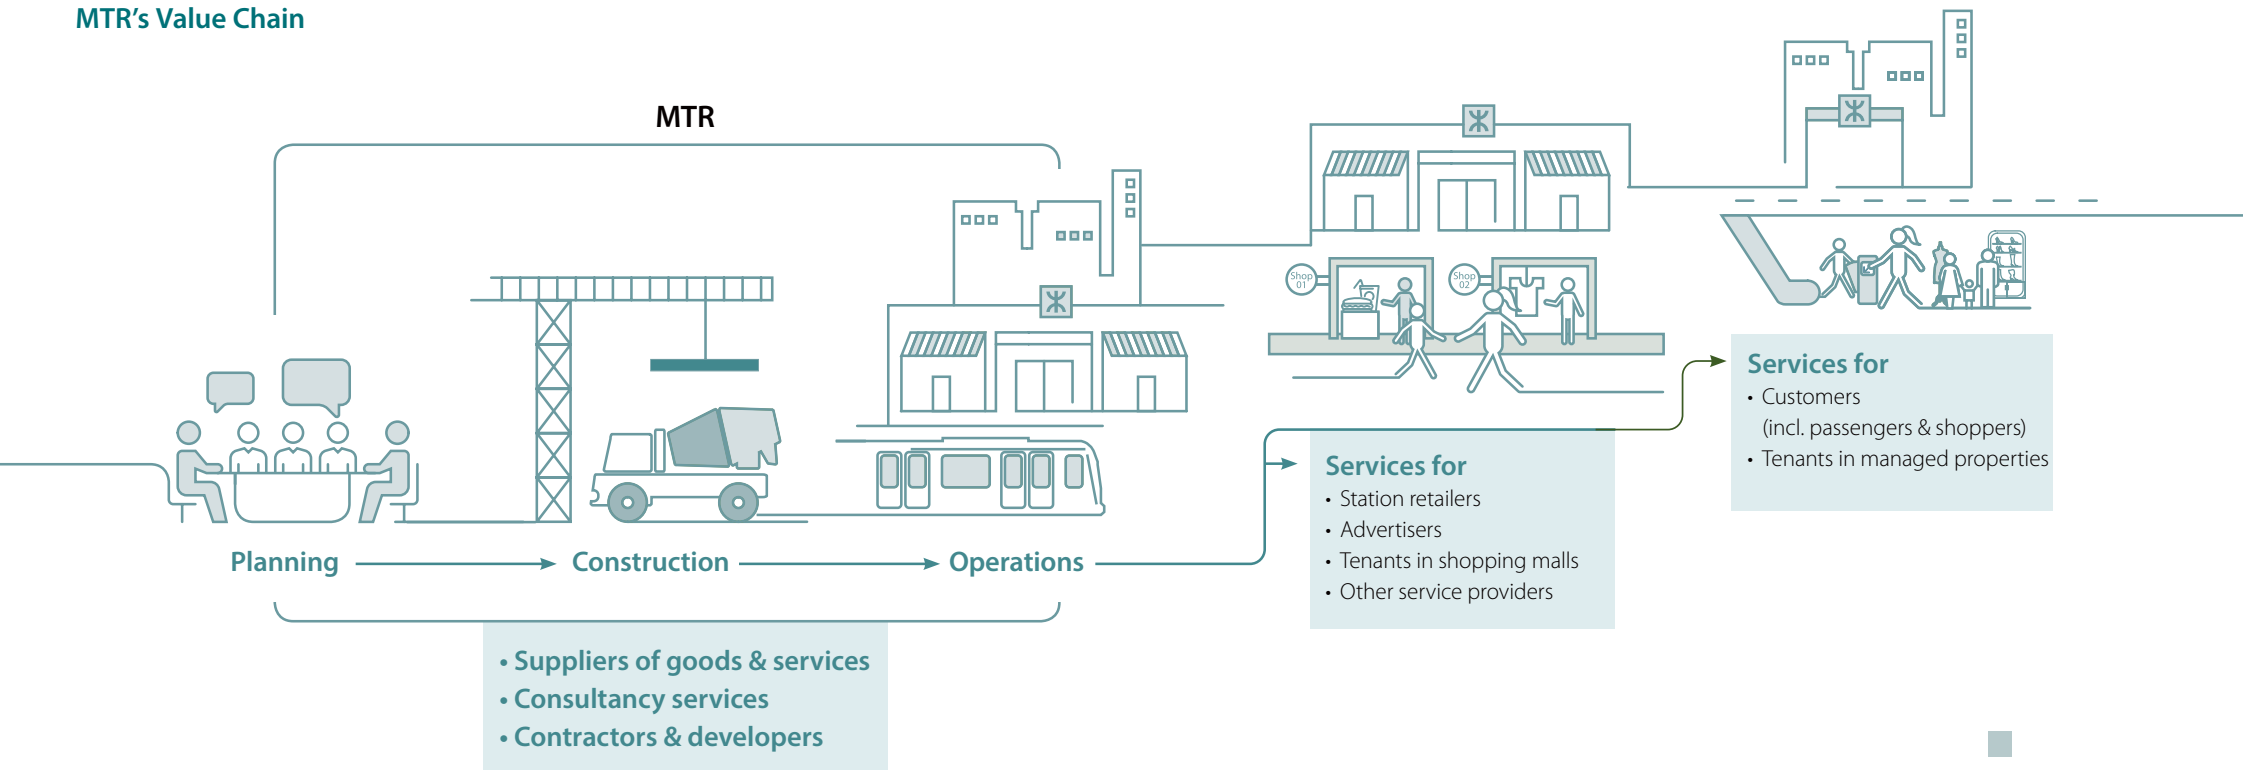 MTR’s Value Chain
MTR
Planning
Construction
Operations
• Suppliers of goods & services
• Consultancy services
• Contractors & developers
Shop
01
Shop
02
Services for
• Station retailers
• Advertisers
• Tenants in shopping malls
• Other service providers
Services for
• Customers
(incl. passengers & shoppers)
• Tenants in managed properties